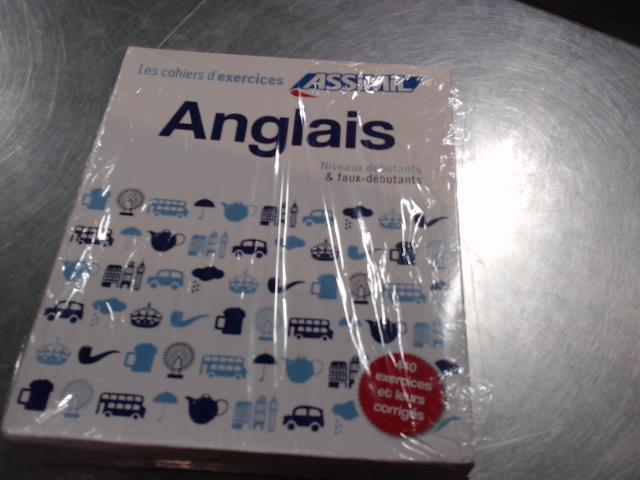 Les cahiers d'exercices
ASSiMiL
Anglais
Niveaux débutants
& faux-débutants
exercices
et leurs
corrigés